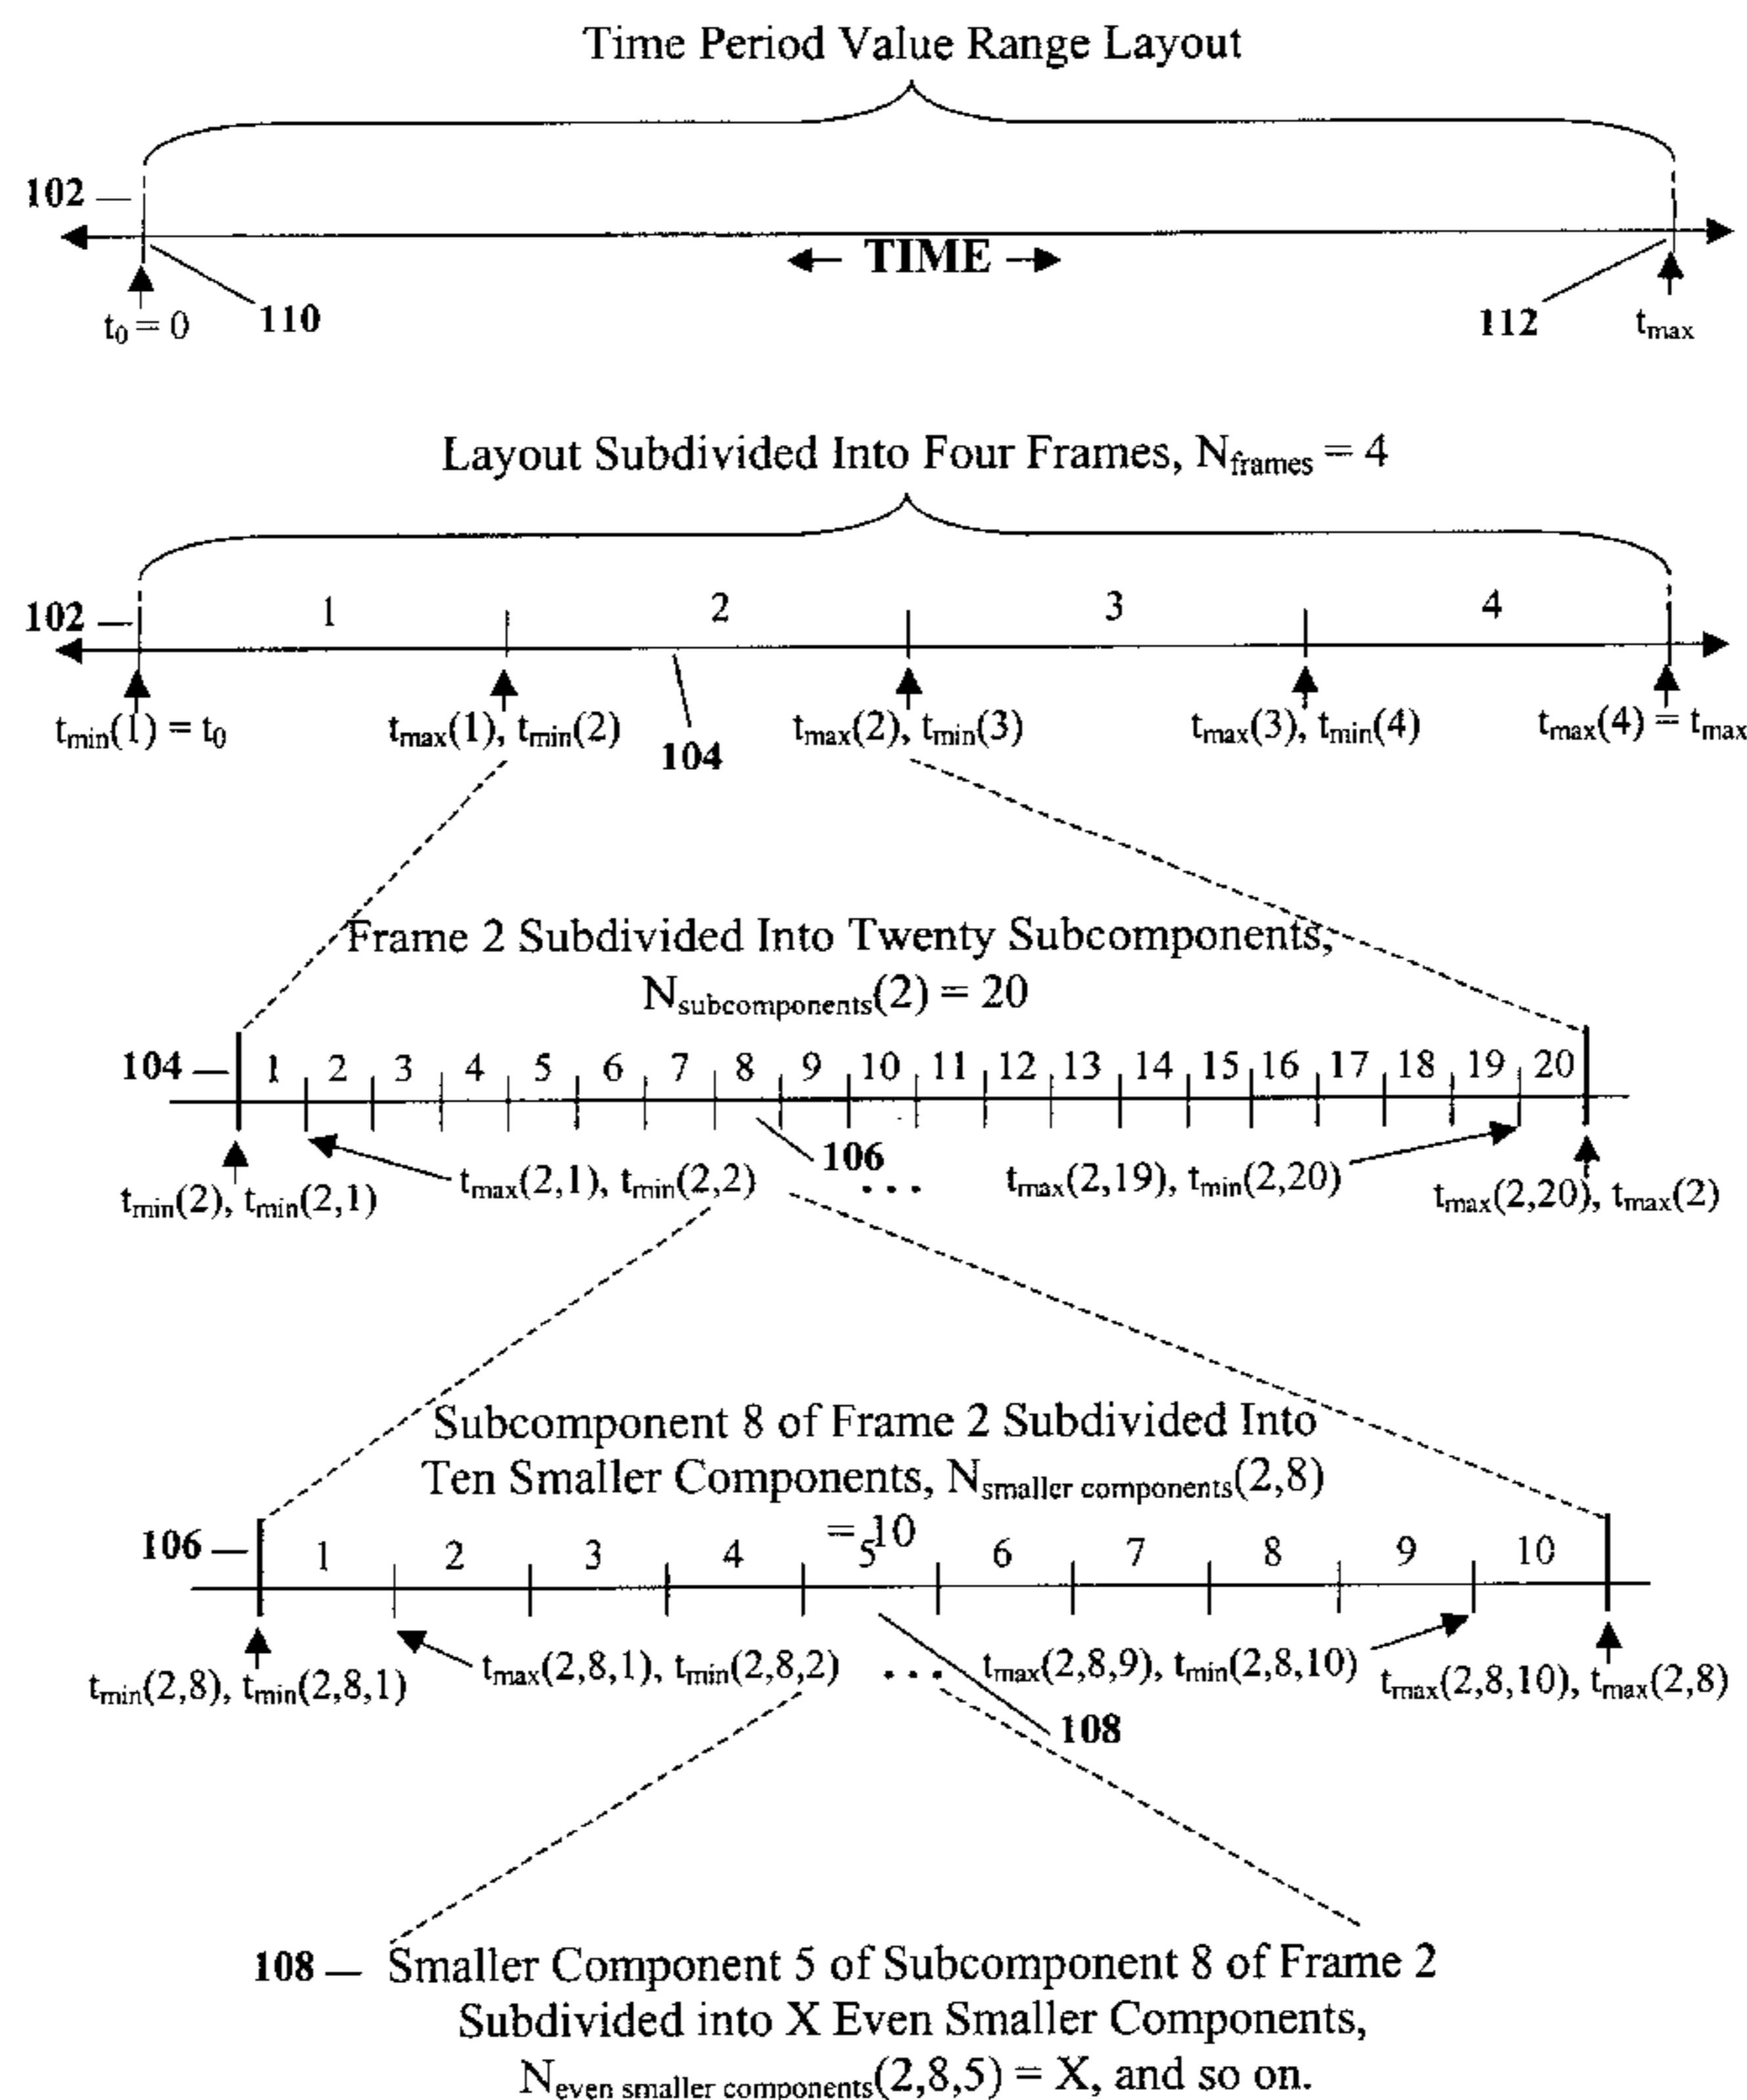 Time Period Value Range Layout
102
TIME
t0 = 0
110
112
tmax
Layout Subdivided Into Four Frames, Nframes = 4
102
1 2 3 4
tmin(1) = t0
tmax(1), tmin(2)
104
tmax(2), tmin(3)
tmax(3), tmin(4)
tmax(4) = tmax
Frame 2 Subdivided Into Twenty Subcomponents,
Nsubcomponents(2) = 20
104
1 2 3 4 5 6 7 8 9 10 11 12 13 14 15 16 17 18 19 20
tmin(2), tmin(2,1)
tmax(2,1), tmin(2,2)
106
...
tmax(2,19), tmin(2,20)
tmax(2,20), tmax(2)
Subcomponent 8 of Frame 2 Subdivided Into
Ten Smaller Components, Nsmaller components(2,8)
= 10
106
1 2 3 4 5 6 7 8 9 10
tmin(2,8), tmin(2,8,1)
tmax(2,8,1), tmin(2,8,2)
...
tmax(2,8,9), tmin(2,8,10)
tmax(2,8,10), tmax(2,8)
108
108 — Smaller Component 5 of Subcomponent 8 of Frame 2
Subdivided into X Even Smaller Components,
Neven smaller components(2,8,5) = X, and so on.